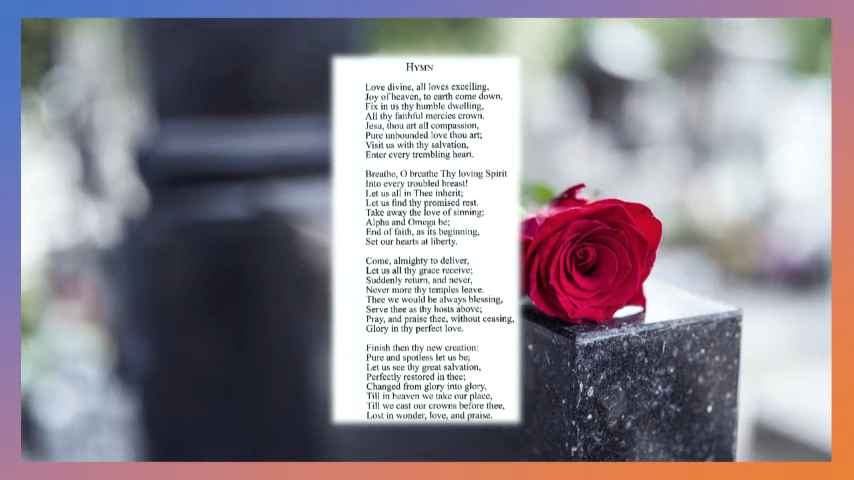 HYMN
Love divine, all loves excelling,
Joy of heaven, to earth come down,
Fix in us thy humble dwelling,
All thy faithful mercies crown.
Jesu, thou art all compassion,
Pure unbounded love thou art;
Visit us with thy salvation,
Enter every trembling heart.
Breathe, O breathe Thy loving Spirit
Into every troubled breast!
Let us all in Thee inherit;
Let us find thy promised rest.
Take away the love of sinning;
Alpha and Omega be;
End of faith, as its beginning,
Set our hearts at liberty.
Come, almighty to deliver,
Let us all thy grace receive;
Suddenly return, and never,
Never more thy temples leave.
Thee we would be always blessing,
Serve thee as thy hosts above;
Pray, and praise thee, without ceasing,
Glory in thy perfect love.
Finish then thy new creation:
Pure and spotless let us be;
Let us see thy great salvation,
Perfectly restored in thee;
Changed from glory into glory,
Till in heaven we take our place,
Till we cast our crowns before thee,
Lost in wonder, love, and praise.